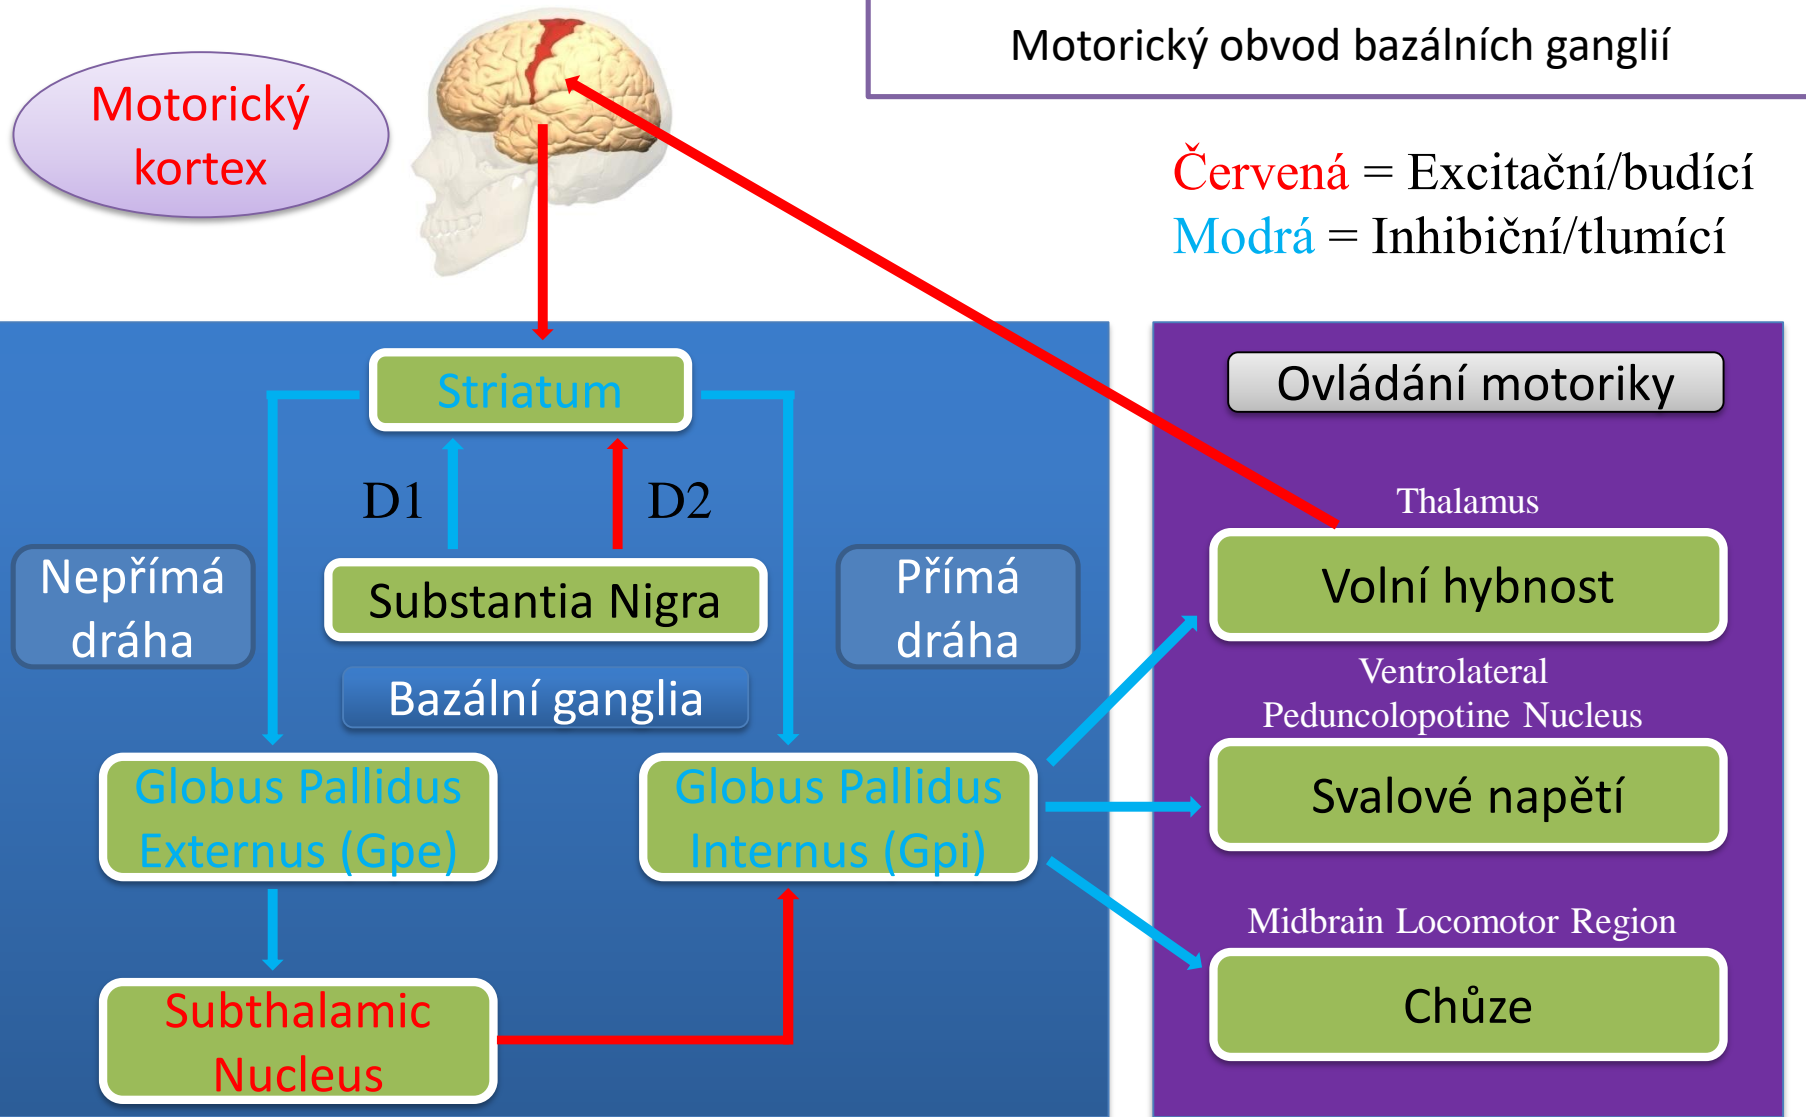 Motorický obvod bazálních ganglií
Motorický
kortex
Červená = Excitační/budící
Modrá = Inhibiční/tlumící
Striatum
D1
D2
Nepřímá
dráha
Substantia Nigra
Přímá
dráha
Bazální ganglia
Globus Pallidus
Externus (Gpe)
Globus Pallidus
Internus (Gpi)
Subthalamic
Nucleus
Ovládání motoriky
Thalamus
Volní hybnost
Ventrolateral
Peduncolopotine Nucleus
Svalové napětí
Midbrain Locomotor Region
Chůze